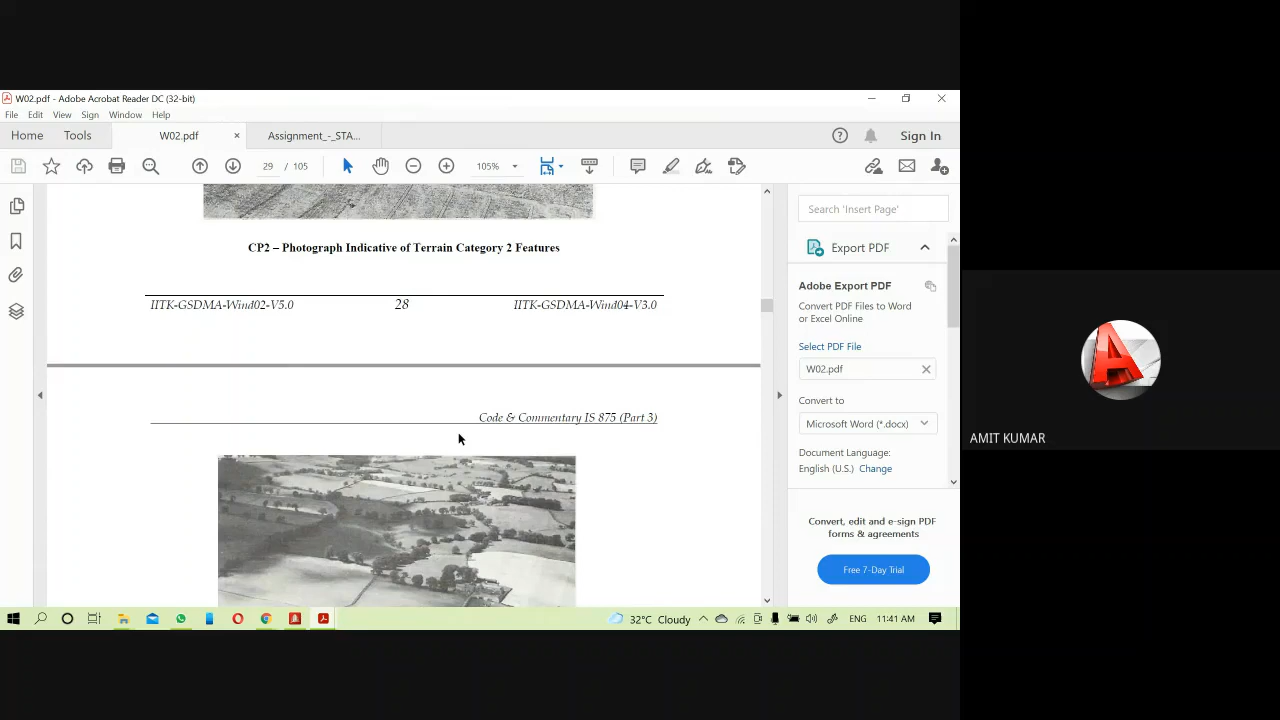 W02.pdf - Adobe Acrobat Reader DC (32-bit)
File Edit View Sign Window Help
Home Tools W02.pdf × Assignment_-_STA... Sign In
29 / 105 105%
Search 'Insert Page'
CP2 – Photograph Indicative of Terrain Category 2 Features
Export PDF
IITK-GSDMA-Wind02-V5.0 28 IITK-GSDMA-Wind04-V3.0
Adobe Export PDF
Convert PDF Files to Word
or Excel Online
Select PDF File
W02.pdf
Convert to
Code & Commentary IS 875 (Part 3)
Microsoft Word (*.docx)
Document Language:
English (U.S.) Change
Convert, edit and e-sign PDF
forms & agreements
Free 7-Day Trial
32°C Cloudy ENG 11:41 AM
AMIT KUMAR